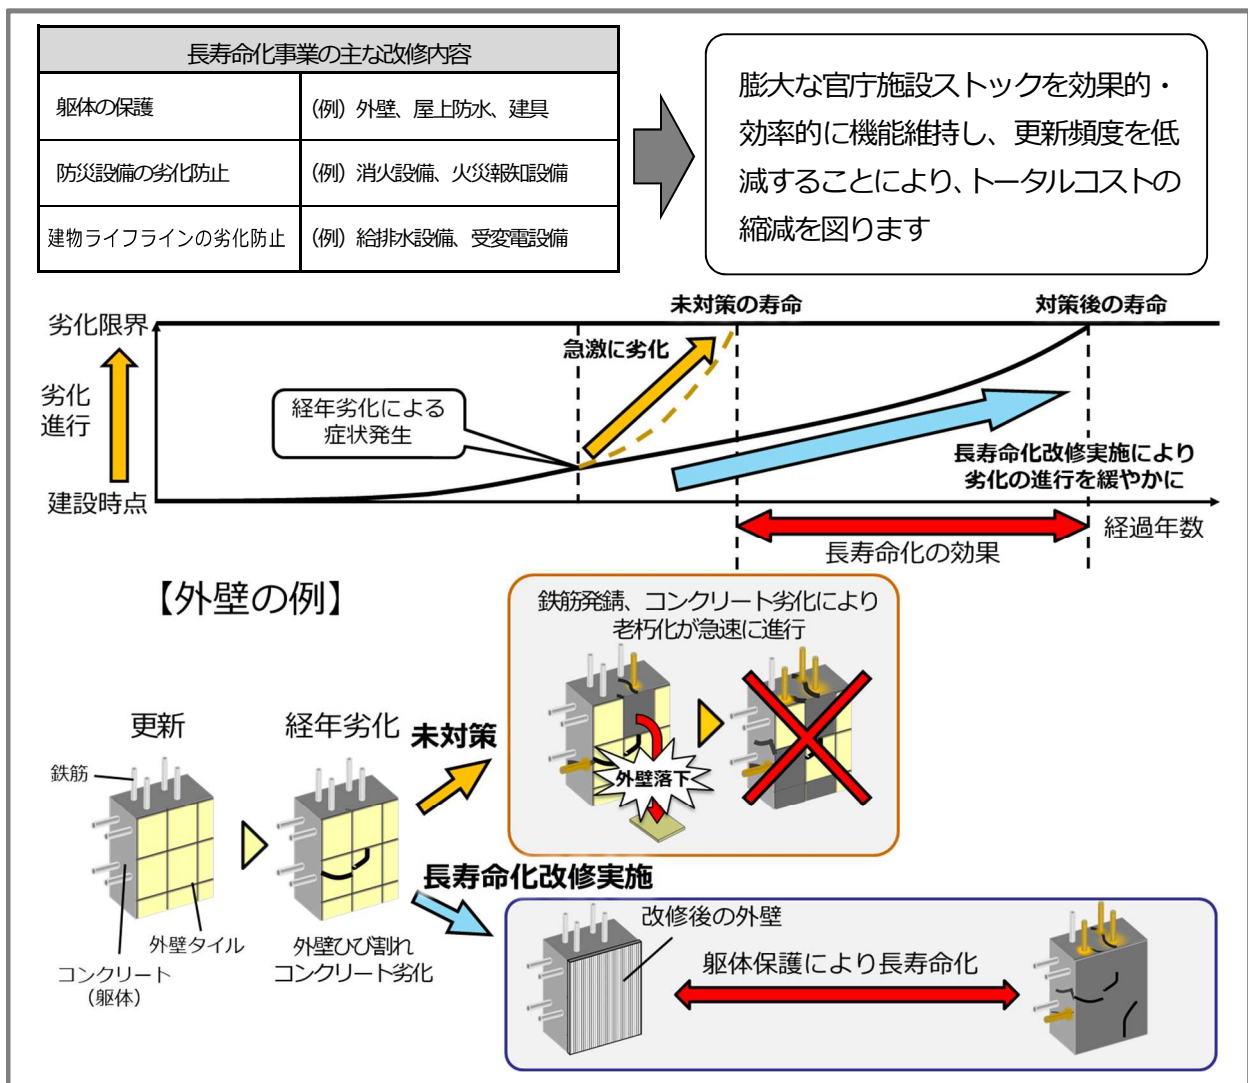 長寿命化事業の主な改修内容
躯体の保護
(例) 外壁、屋上防水、建具
防災設備の劣化防止
(例) 消火設備、火災報知設備
建物ライフラインの劣化防止
(例) 給排水設備、受変電設備
膨大な官庁施設ストックを効果的・
効率的に機能維持し、更新頻度を低
減することにより、トータルコストの
縮減を図ります
未対策の寿命
対策後の寿命
劣化限界
急激に劣化
劣化
進行
経年劣化による
症状発生
長寿命化改修実施により
劣化の進行を緩やかに
建設時点
経過年数
長寿命化の効果
【外壁の例】
鉄筋発錆、コンクリート劣化により
老朽化が急速に進行
更新
経年劣化
未対策
鉄筋
外壁落下
長寿命化改修実施
外壁タイル
コンクリート
(躯体)
外壁ひび割れ
コンクリート劣化
改修後の外壁
躯体保護により長寿命化